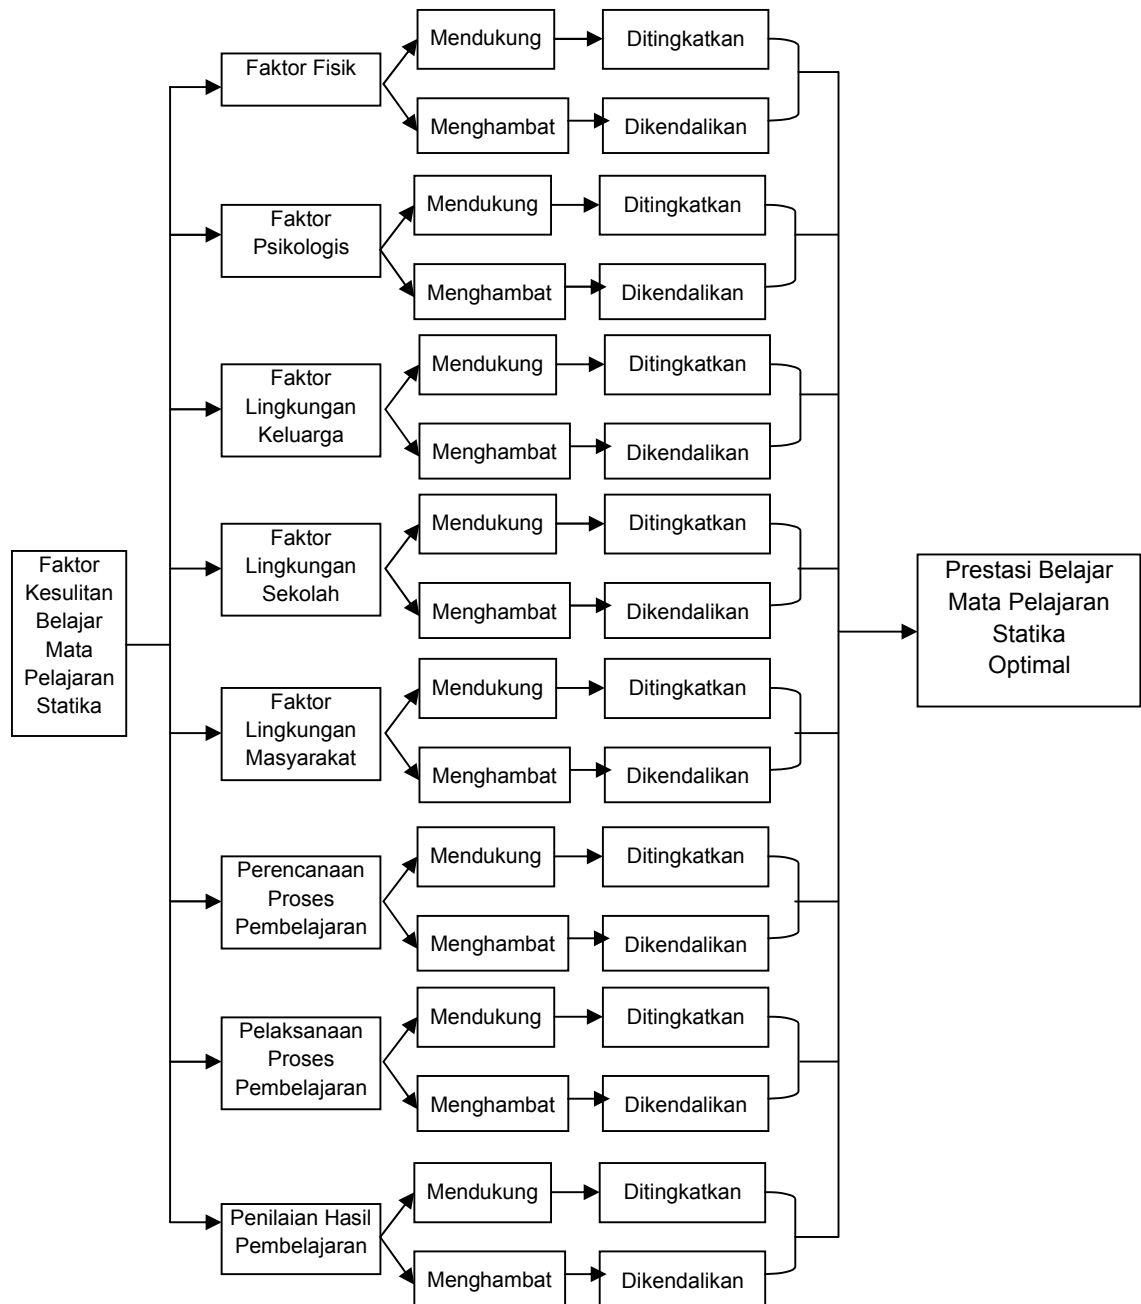 Faktor
Kesulitan
Belajar
Mata
Pelajaran
Statika
Faktor Fisik
Mendukung
Ditingkatkan
Menghambat
Dikendalikan
Faktor
Psikologis
Mendukung
Ditingkatkan
Menghambat
Dikendalikan
Faktor
Lingkungan
Keluarga
Mendukung
Ditingkatkan
Menghambat
Dikendalikan
Faktor
Lingkungan
Sekolah
Mendukung
Ditingkatkan
Menghambat
Dikendalikan
Faktor
Lingkungan
Masyarakat
Mendukung
Ditingkatkan
Menghambat
Dikendalikan
Perencanaan
Proses
Pembelajaran
Mendukung
Ditingkatkan
Menghambat
Dikendalikan
Pelaksanaan
Proses
Pembelajaran
Mendukung
Ditingkatkan
Menghambat
Dikendalikan
Penilaian Hasil
Pembelajaran
Mendukung
Ditingkatkan
Menghambat
Dikendalikan
Prestasi Belajar
Mata Pelajaran
Statika
Optimal